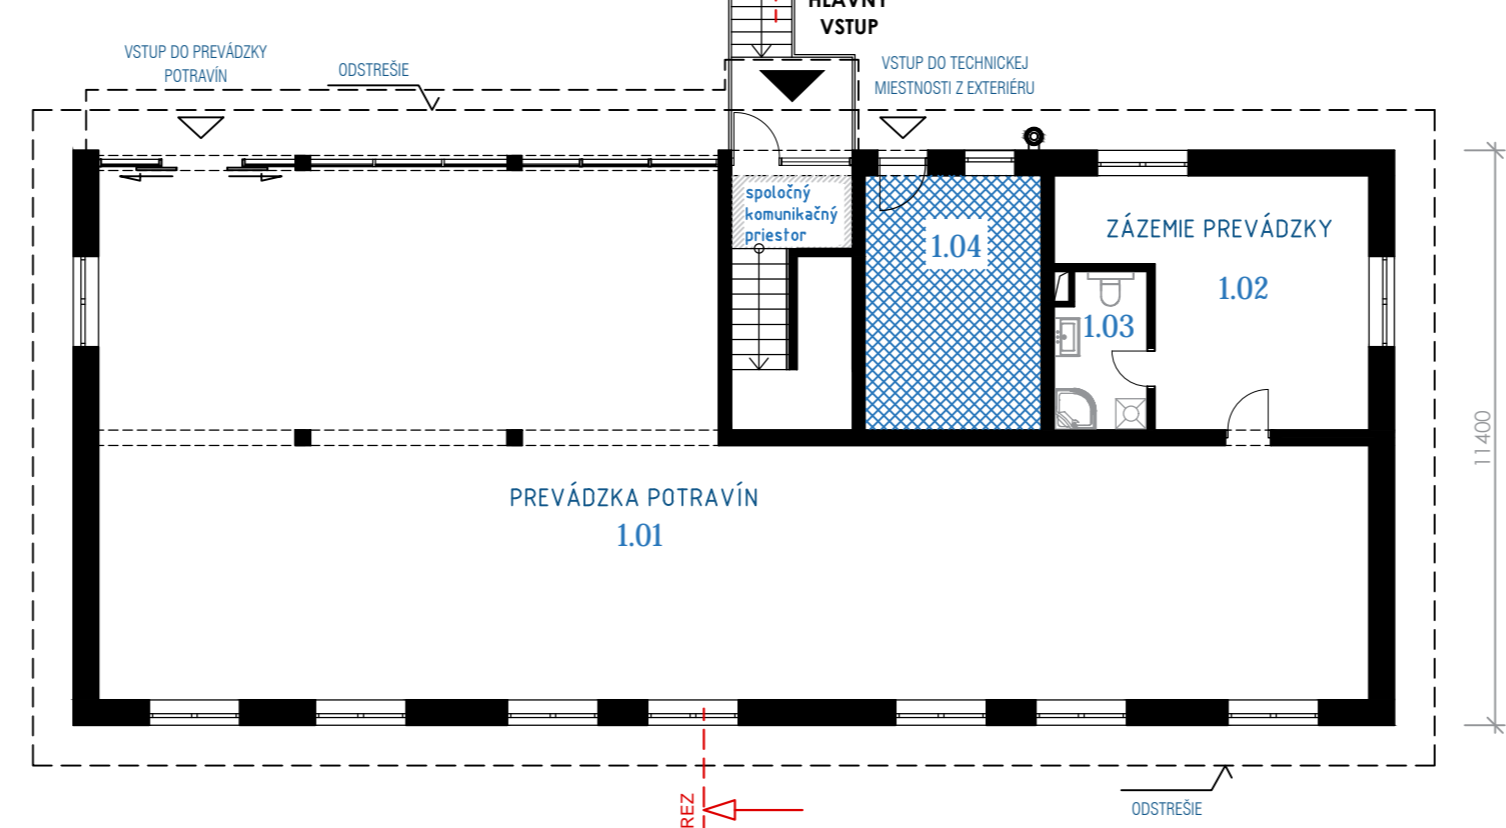 HLAVNÝ
VSTUP
VSTUP DO PREVÁDZKY
POTRAVÍN
ODSTREŠIE
VSTUP DO TECHNICKEJ
MIESTNOSTI Z EXTERIÉRU
spoločný
komunikačný
priestor
1.04
ZÁZEMIE PREVÁDZKY
1.02
1.03
11400
PREVÁDZKA POTRAVÍN
1.01
REZ
ODSTREŠIE